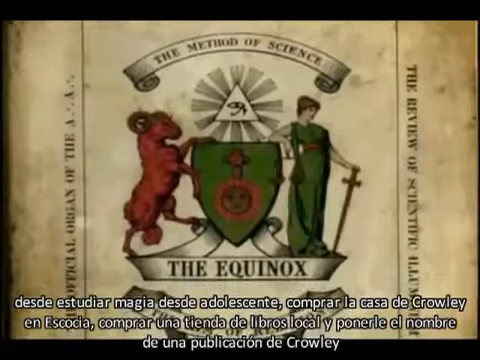 THE METHOD OF SCIENCE
THE OFFICIAL ORGAN OF THE A∴A∴
THE REVIEW OF SCIENTIFIC
THE EQUINOX
desde estudiar magia desde adolescente, comprar la casa de Crowley
en Escocia, comprar una tienda de libros local y ponerle el nombre
de una publicación de Crowley